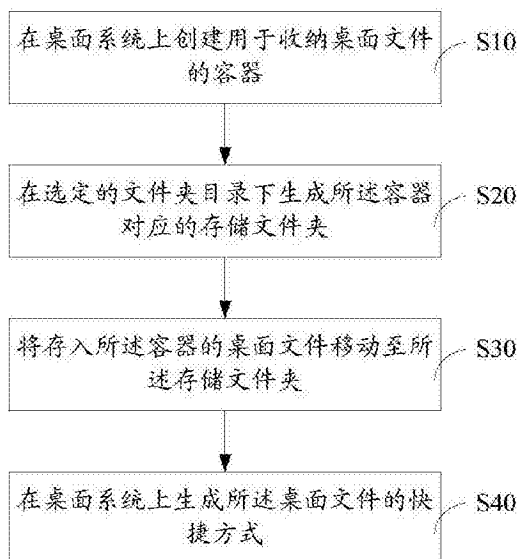 在桌面系统上创建用于收纳桌面文件
的容器
S10
在选定的文件夹目录下生成所述容器
对应的存储文件夹
S20
将存入所述容器的桌面文件移动至所
述存储文件夹
S30
在桌面系统上生成所述桌面文件的快
捷方式
S40